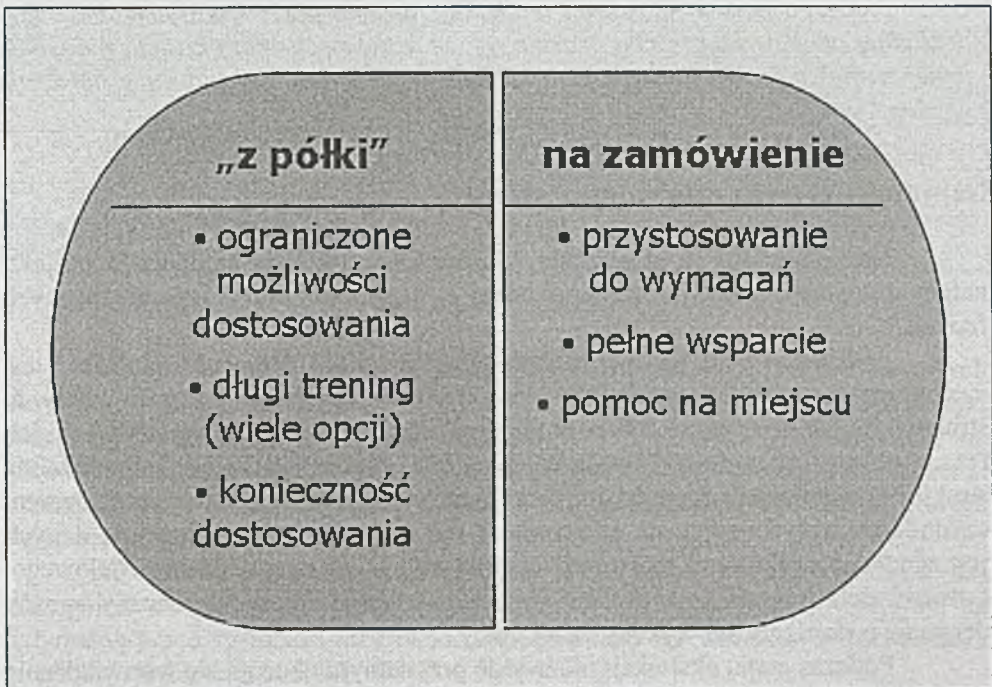 „z półki”
▪ ograniczone
możliwości
dostosowania
▪ długi trening
(wiele opcji)
▪ konieczność
dostosowania
na zamówienie
▪ przystosowanie
do wymagań
▪ pełne wsparcie
▪ pomoc na miejscu